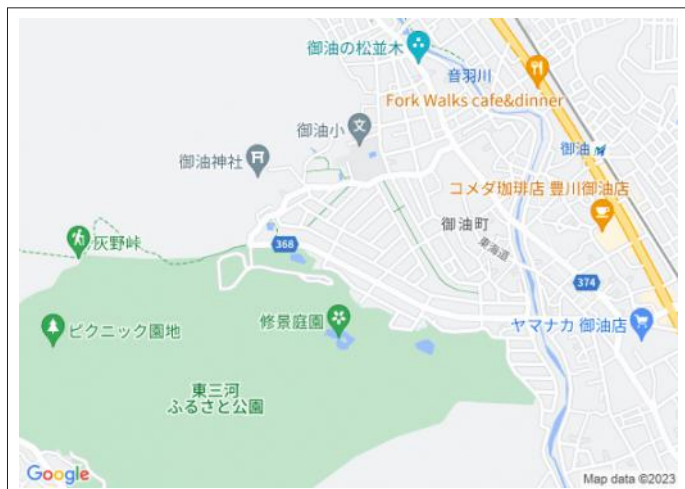 御油の松並木
音羽川
Fork Walks cafe&dinner
御油小
御油
御油神社
コメダ珈琲店 豊川御油店
御油町
灰野峠
368
東海道
374
修景庭園
ヤマナカ 御油店
ピクニック園地
東三河
ふるさと公園
Google
Map data ©2023